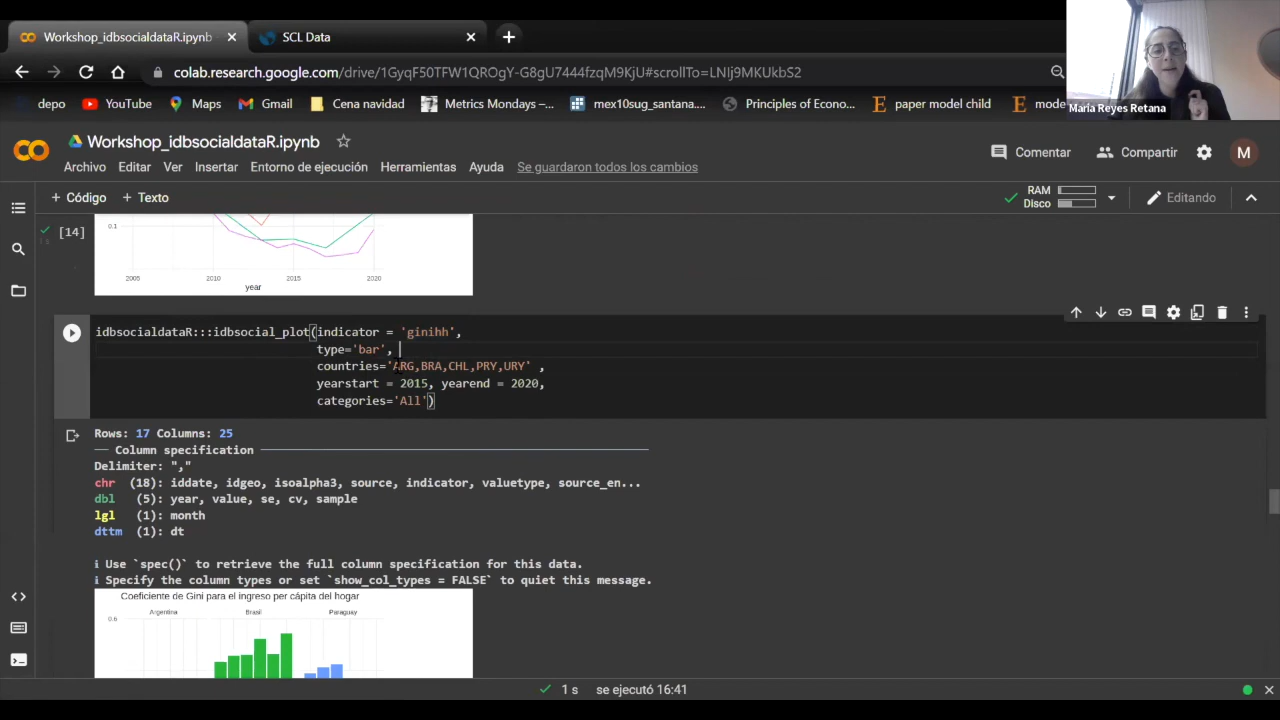 Workshop_idbsocialdataR.ipynb
SCL Data
colab.research.google.com/drive/1GyqF50TFW1QROgY-G8gU7444fzqM9KjU#scrollTo=LNIj9MKUkbS2
depo YouTube Maps Gmail Cena navidad Metrics Mondays –... mex10sug_santana.... Principles of Econo... paper model child mode
María Reyes Retana
Workshop_idbsocialdataR.ipynb
Archivo Editar Ver Insertar Entorno de ejecución Herramientas Ayuda Se guardaron todos los cambios
Comentar Compartir M
+ Código + Texto
RAM
Disco
Editando
[14]
0.1
2005 2010 2015 2020
year
idbsocialdataR:::idbsocial_plot(indicator = 'ginihh',
type='bar',
countries='ARG,BRA,CHL,PRY,URY' ,
yearstart = 2015, yearend = 2020,
categories='All')
Rows: 17 Columns: 25
── Column specification ─────────────────────────
Delimiter: ","
chr (18): iddate, idgeo, isoalpha3, source, indicator, valuetype, source_en...
dbl (5): year, value, se, cv, sample
lgl (1): month
dttm (1): dt
ℹ Use `spec()` to retrieve the full column specification for this data.
ℹ Specify the column types or set `show_col_types = FALSE` to quiet this message.
Coeficiente de Gini para el ingreso per cápita del hogar
Argentina Brasil Paraguay
0.6
1 s se ejecutó 16:41